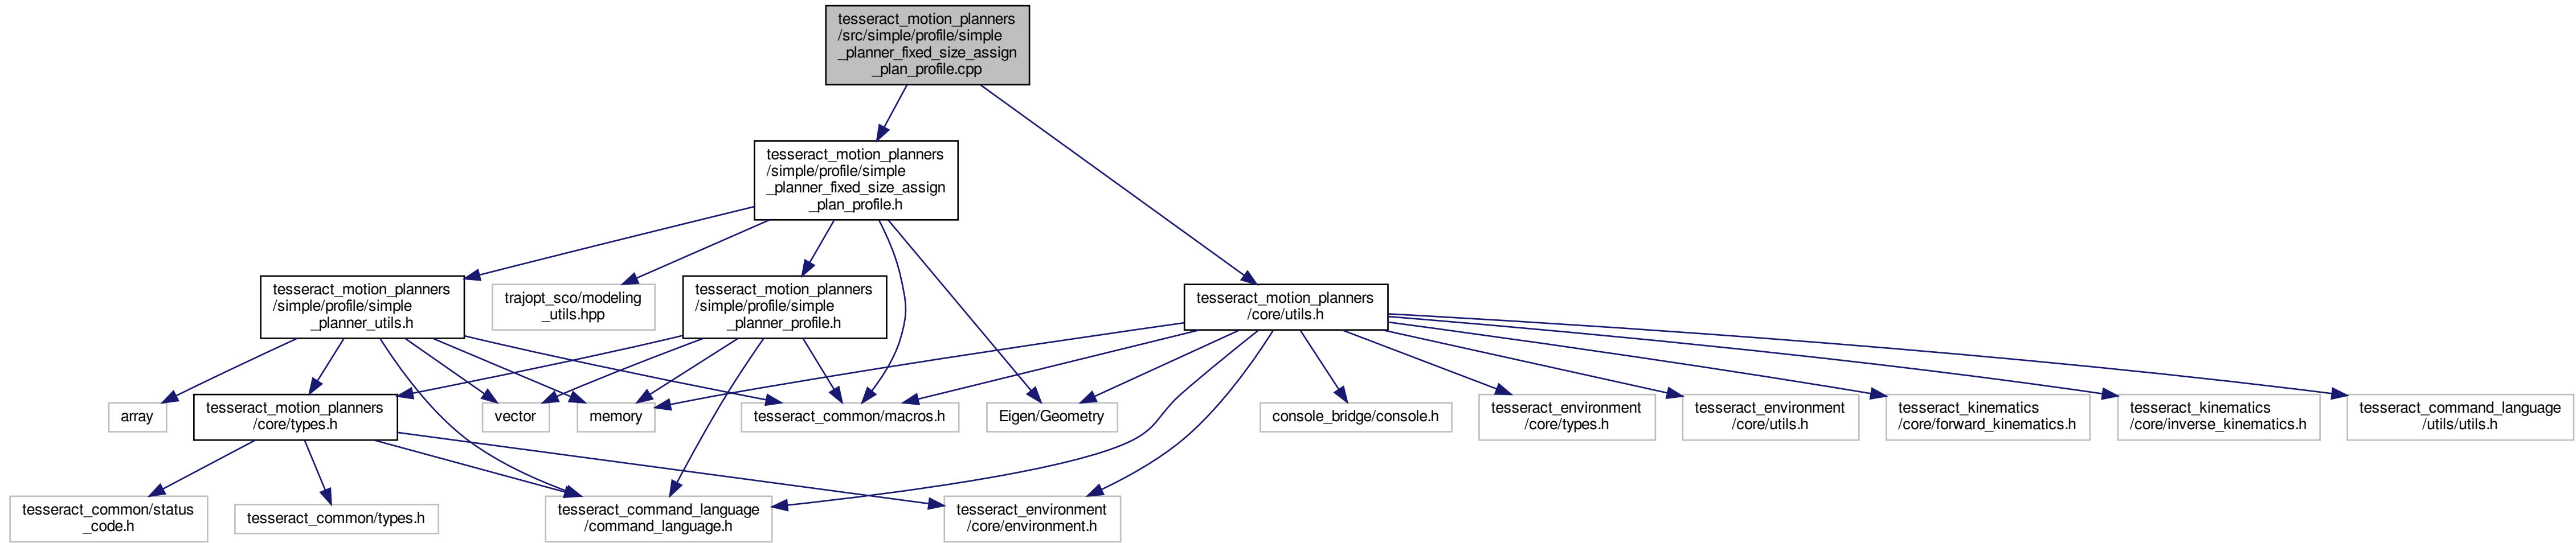 tesseract_motion_planners
/src/simple/profile/simple
_planner_fixed_size_assign
_plan_profile.cpp
tesseract_motion_planners
/simple/profile/simple
_planner_fixed_size_assign
_plan_profile.h
tesseract_motion_planners
/simple/profile/simple
_planner_utils.h
trajopt_sco/modeling
_utils.hpp
tesseract_motion_planners
/simple/profile/simple
_planner_profile.h
tesseract_motion_planners
/core/utils.h
array
tesseract_motion_planners
/core/types.h
vector
memory
tesseract_common/macros.h
Eigen/Geometry
console_bridge/console.h
tesseract_environment
/core/types.h
tesseract_environment
/core/utils.h
tesseract_kinematics
/core/forward_kinematics.h
tesseract_kinematics
/core/inverse_kinematics.h
tesseract_command_language
/utils/utils.h
tesseract_common/status
_code.h
tesseract_common/types.h
tesseract_command_language
/command_language.h
tesseract_environment
/core/environment.h